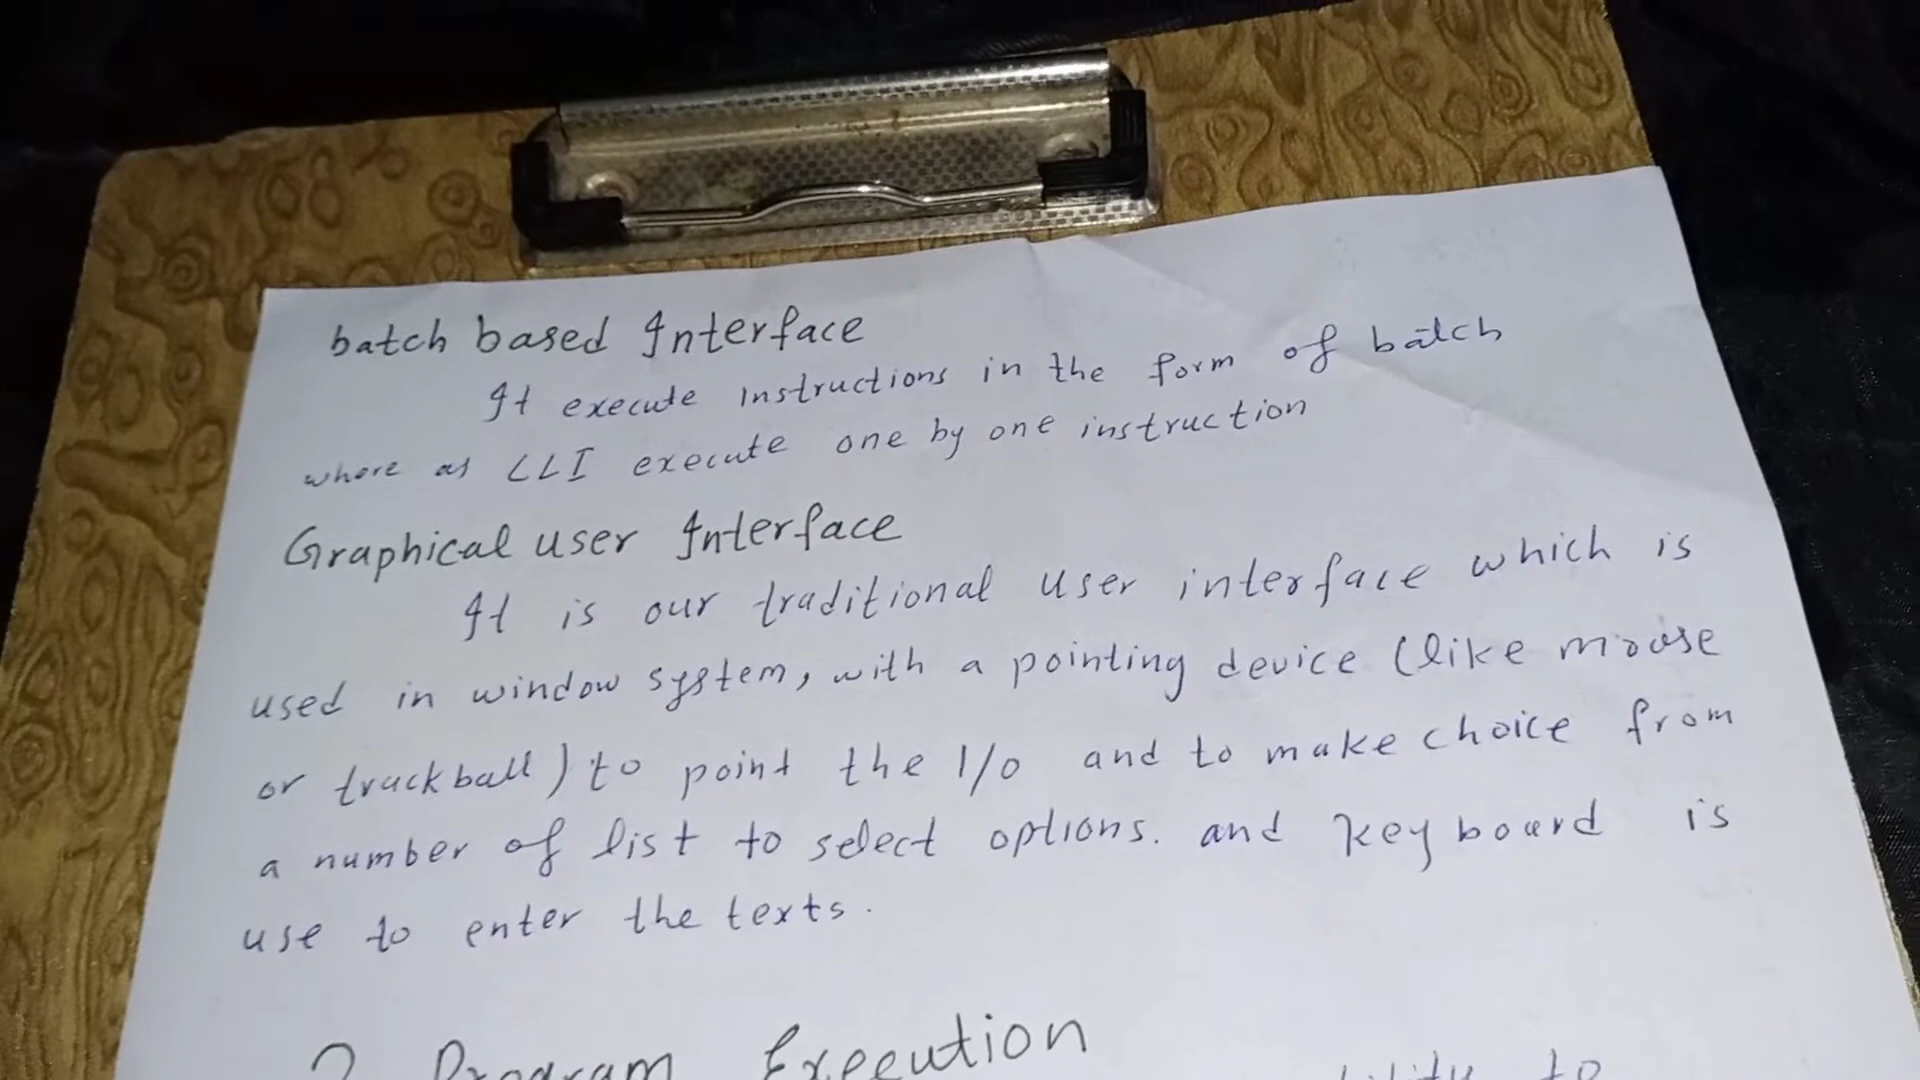 batch based Interface
It execute instructions in the form of batch
where as CLI execute one by one instruction
Graphical user Interface
It is our traditional user interface which is
used in window system, with a pointing device (like mouse
or trackball) to point the I/O and to make choice from
a number of list to select options. and keyboard is
use to enter the texts.
Program Execution
to